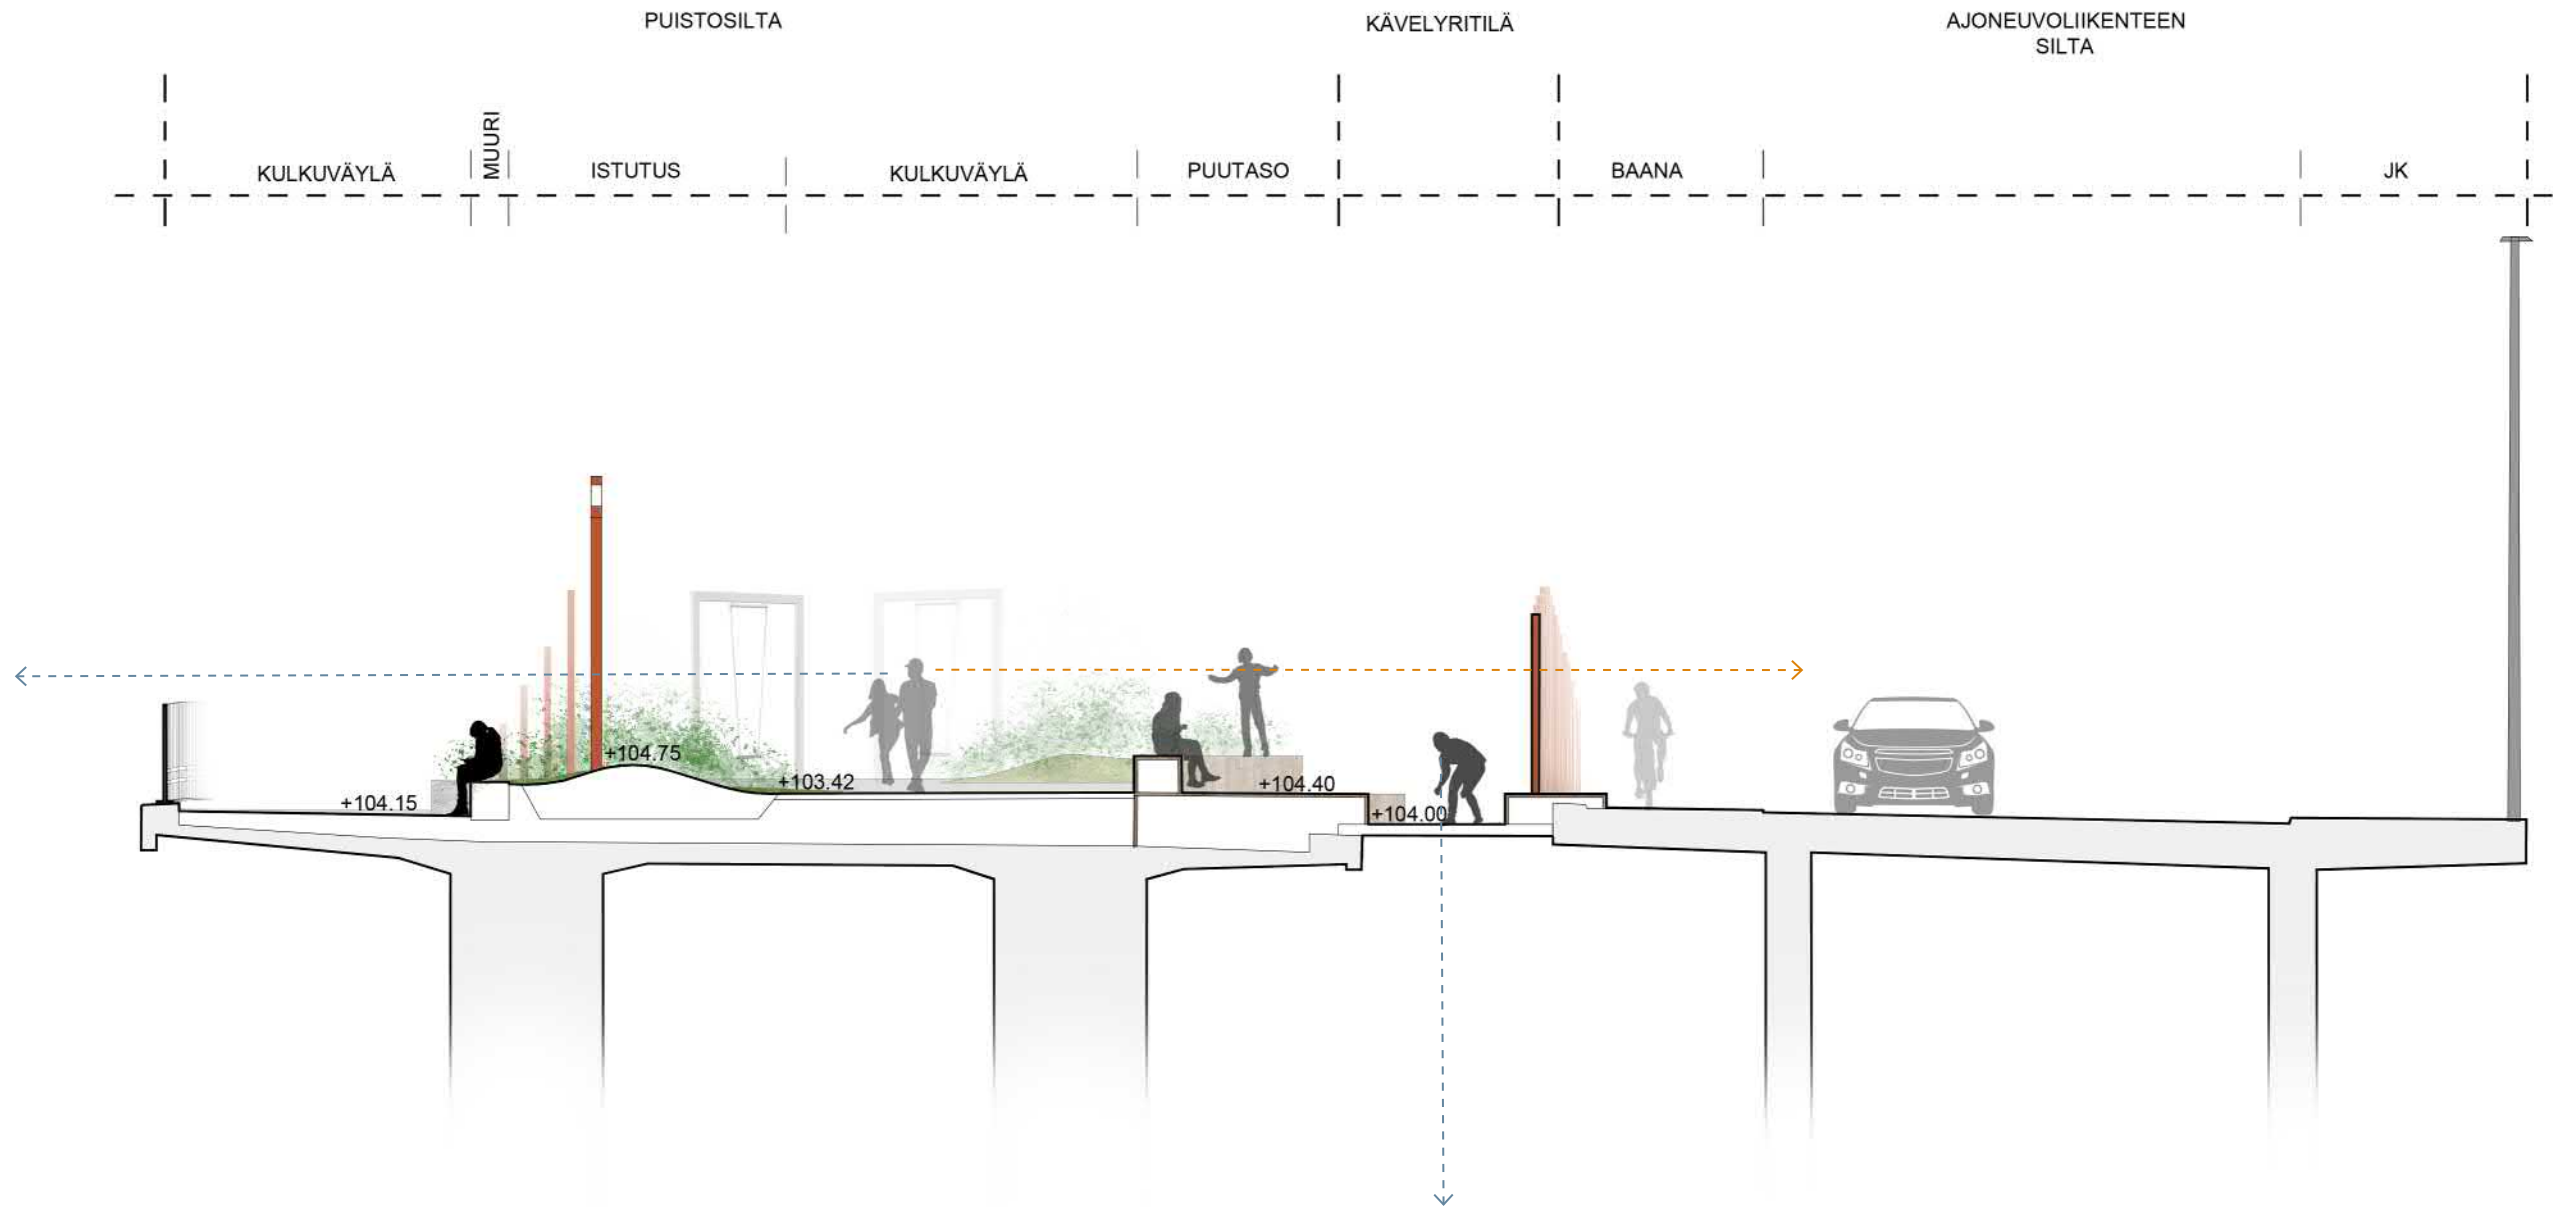 PUISTOSILTA
KÄVELYRITILÄ
AJONEUVOLIIKENTEEN
SILTA
KULKUVÄYLÄ
MUURI
ISTUTUS
KULKUVÄYLÄ
PUUTASO
BAANA
JK
+104.75
+103.42
+104.40
+104.15
+104.00